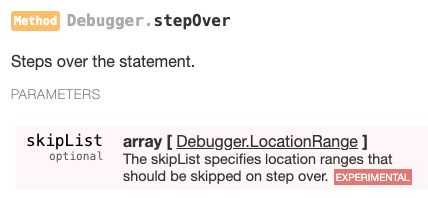 Method Debugger.stepOver
Steps over the statement.
PARAMETERS
skipList array [ Debugger.LocationRange ]
optional The skipList specifies location ranges that
should be skipped on step over. EXPERIMENTAL